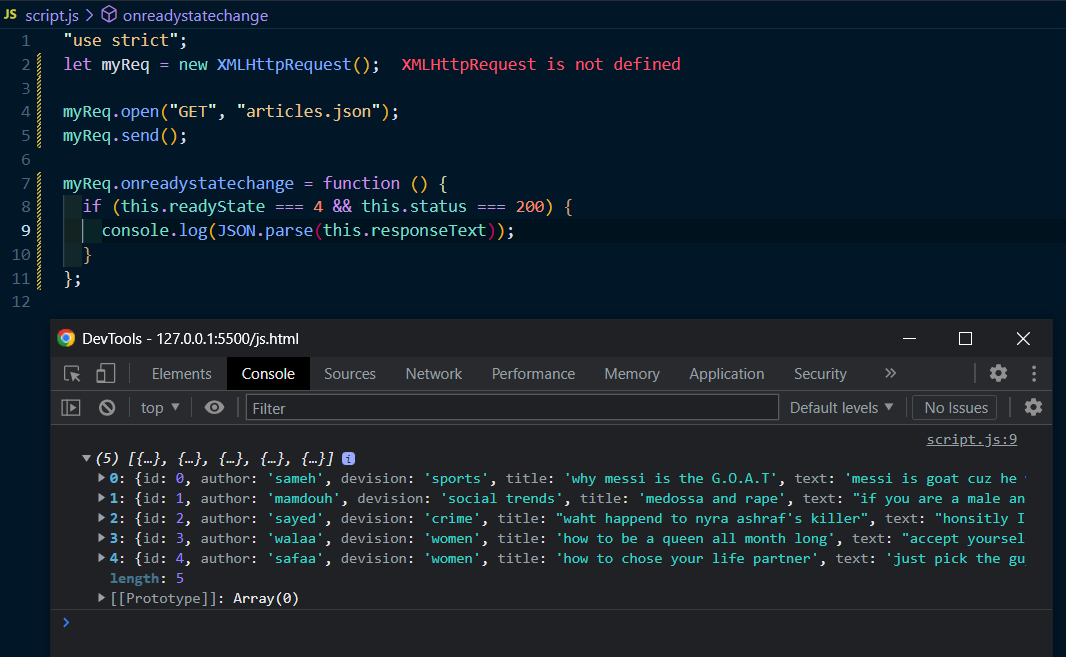 JS script.js > onreadystatechange
1 "use strict";
2 let myReq = new XMLHttpRequest(); XMLHttpRequest is not defined
3
4 myReq.open("GET", "articles.json");
5 myReq.send();
6
7 myReq.onreadystatechange = function () {
8 if (this.readyState === 4 && this.status === 200) {
9 console.log(JSON.parse(this.responseText));
10 }
11 };
12
DevTools - 127.0.0.1:5500/js.html
Elements Console Sources Network Performance Memory Application Security »
top ▼ Filter Default levels ▼ No Issues
script.js:9
▼(5) [{…}, {…}, {…}, {…}, {…}] i
▶0: {id: 0, author: 'sameh', devision: 'sports', title: 'why messi is the G.O.A.T', text: 'messi is goat cuz he
▶1: {id: 1, author: 'mamdouh', devision: 'social trends', title: 'medossa and rape', text: "if you are a male an
▶2: {id: 2, author: 'sayed', devision: 'crime', title: "waht happend to nyra ashraf's killer", text: "honsitly I
▶3: {id: 3, author: 'walaa', devision: 'women', title: 'how to be a queen all month long', text: "accept yoursel
▶4: {id: 4, author: 'safaa', devision: 'women', title: 'how to chose your life partner', text: 'just pick the gu
length: 5
▶[[Prototype]]: Array(0)
>